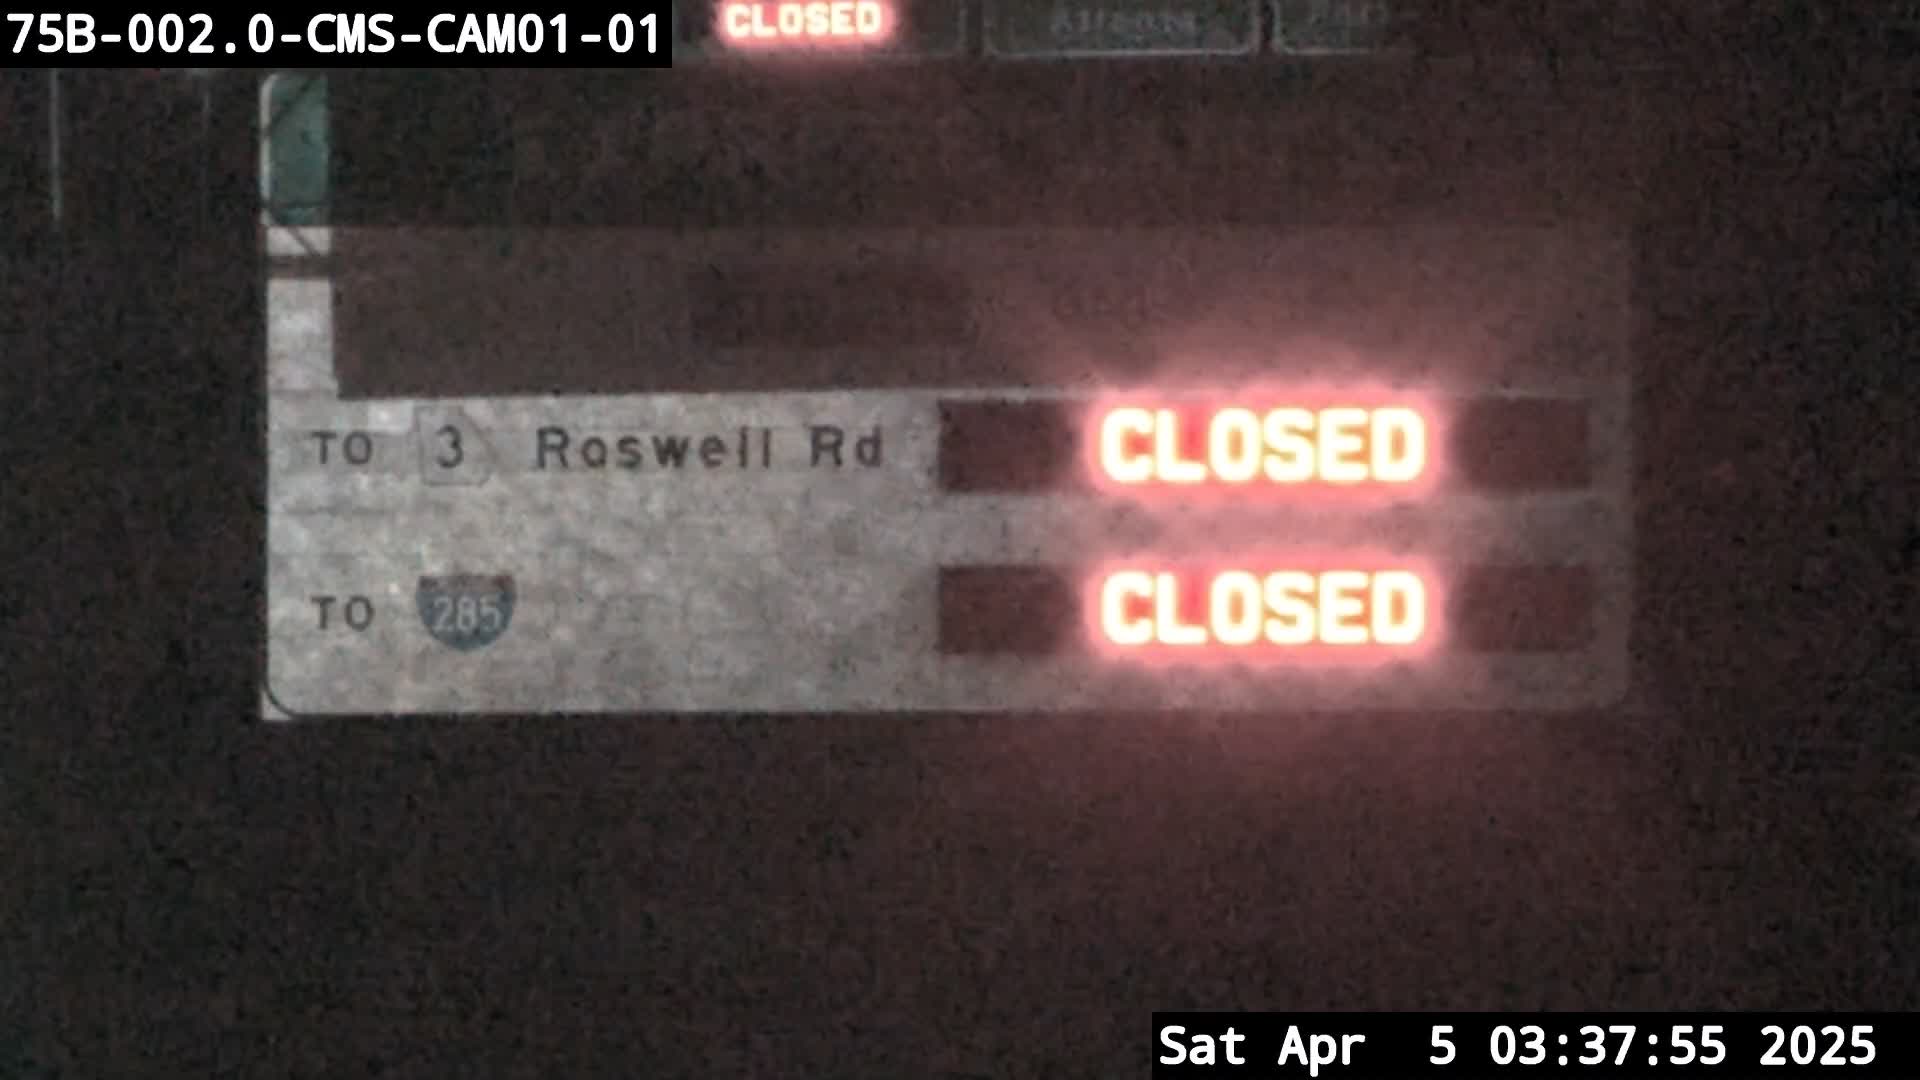 75B-002.0-CMS-CAM01-01
CLOSED
TO 3 Roswell Rd CLOSED
TO 285 CLOSED
Sat Apr 5 03:37:55 2025